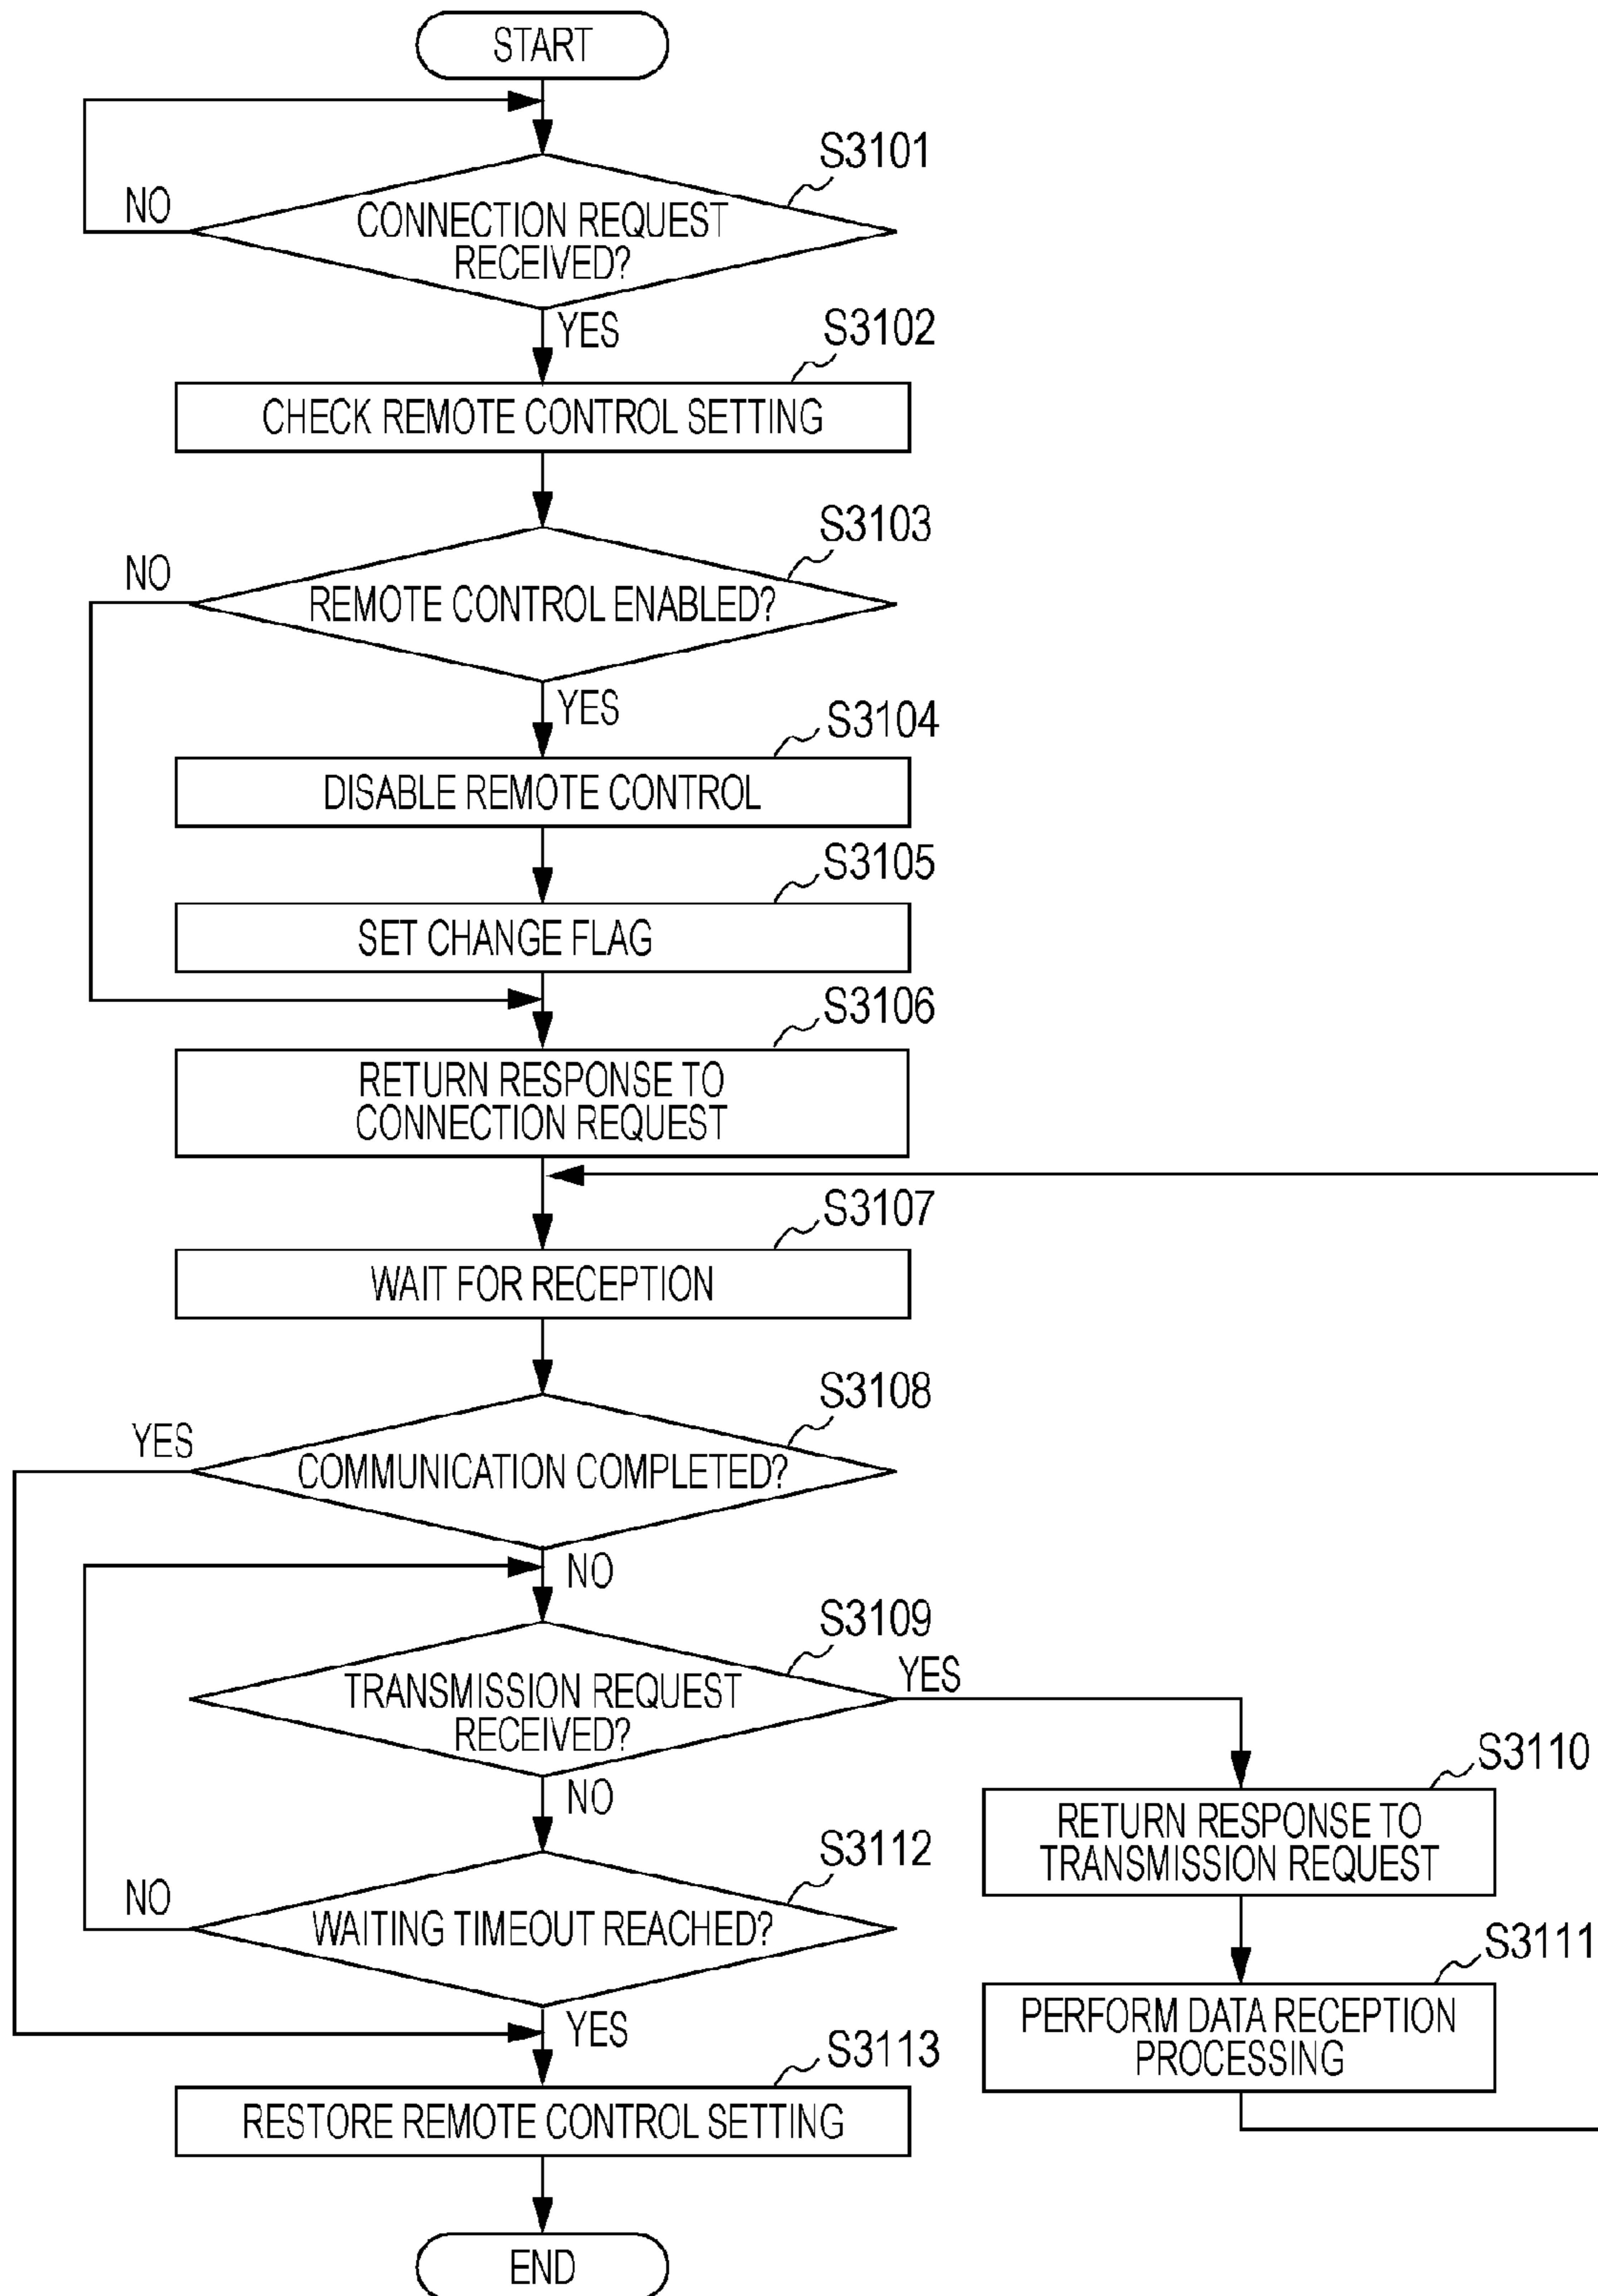 START
S3101
NO
CONNECTION REQUEST
RECEIVED?
YES
S3102
CHECK REMOTE CONTROL SETTING
S3103
NO
REMOTE CONTROL ENABLED?
YES
S3104
DISABLE REMOTE CONTROL
S3105
SET CHANGE FLAG
S3106
RETURN RESPONSE TO
CONNECTION REQUEST
S3107
WAIT FOR RECEPTION
S3108
YES
COMMUNICATION COMPLETED?
NO
S3109
YES
TRANSMISSION REQUEST
RECEIVED?
NO
S3110
RETURN RESPONSE TO
TRANSMISSION REQUEST
S3112
NO
WAITING TIMEOUT REACHED?
S3111
PERFORM DATA RECEPTION
PROCESSING
YES
S3113
RESTORE REMOTE CONTROL SETTING
END